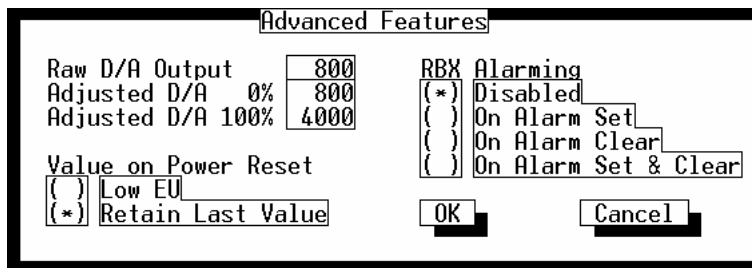 Advanced Features
Raw D/A Output 800
Adjusted D/A 0% 800
Adjusted D/A 100% 4000
Value on Power Reset
( ) Low EU
(*) Retain Last Value
RBX Alarming
(*) Disabled
( ) On Alarm Set
( ) On Alarm Clear
( ) On Alarm Set & Clear
OK Cancel